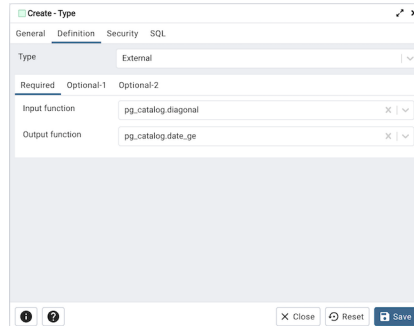 Create - Type
General Definition Security SQL
Type External
Required Optional-1 Optional-2
Input function pg_catalog.diagonal
Output function pg_catalog.date_ge
Close Reset Save